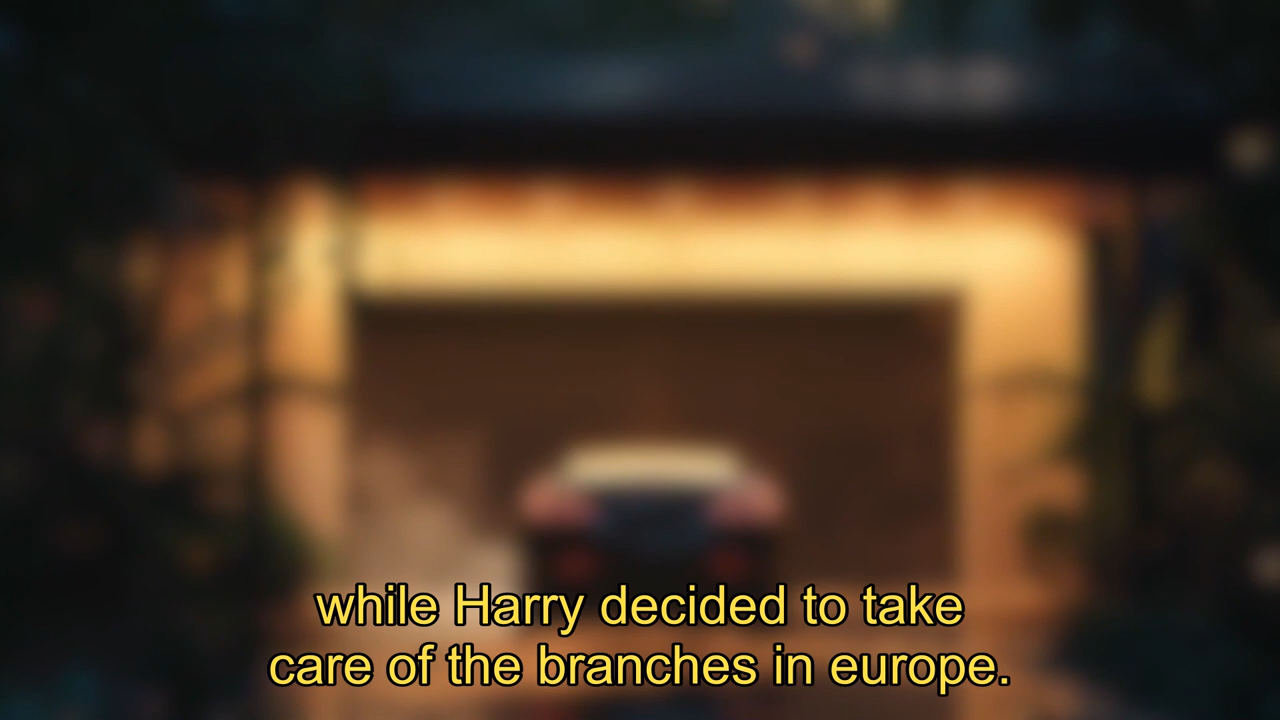 while Harry decided to take
care of the branches in europe.